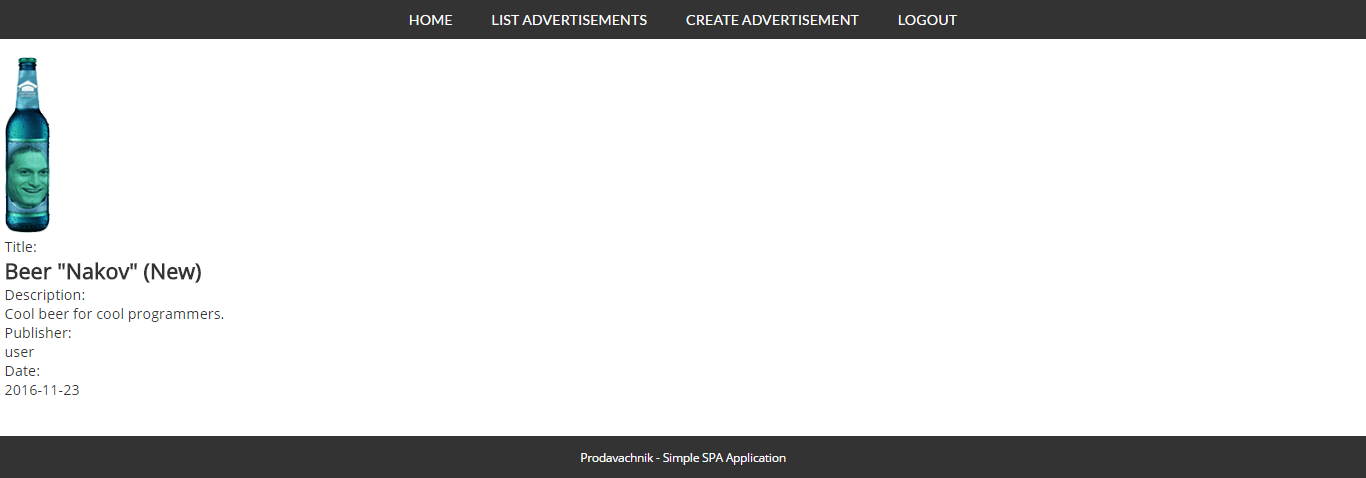 HOME LIST ADVERTISEMENTS CREATE ADVERTISEMENT LOGOUT
Title:
Beer "Nakov" (New)
Description:
Cool beer for cool programmers.
Publisher:
user
Date:
2016-11-23
Prodavachnik - Simple SPA Application